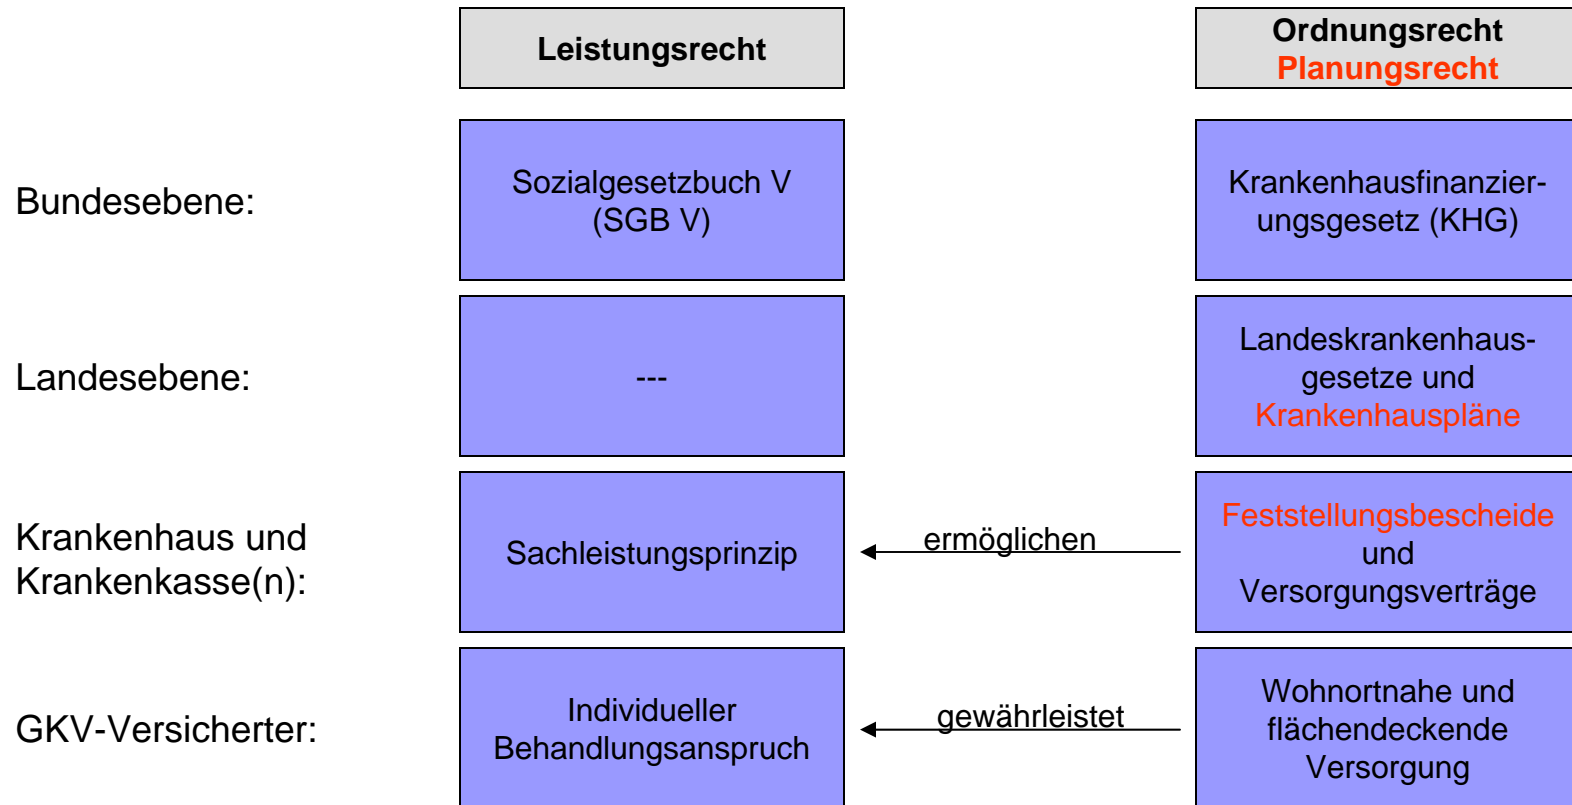 Leistungsrecht
Ordnungsrecht
Planungsrecht
Bundesebene:
Sozialgesetzbuch V
(SGB V)
Krankenhausfinanzier-
ungsgesetz (KHG)
Landesebene:
---
Landeskrankenhaus-
gesetze und
Krankenhauspläne
Krankenhaus und
Krankenkasse(n):
Sachleistungsprinzip
ermöglichen
Feststellungsbescheide
und
Versorgungsverträge
GKV-Versicherter:
Individueller
Behandlungsanspruch
gewährleistet
Wohnortnahe und
flächendeckende
Versorgung